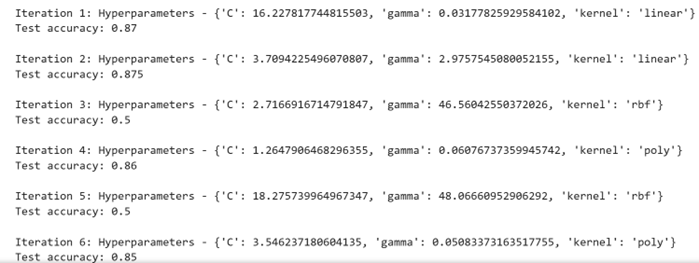 Iteration 1: Hyperparameters - {'C': 16.227817744815503, 'gamma': 0.03177825929584102, 'kernel': 'linear'}
Test accuracy: 0.87
Iteration 2: Hyperparameters - {'C': 3.7094225496070807, 'gamma': 2.9757545080052155, 'kernel': 'linear'}
Test accuracy: 0.875
Iteration 3: Hyperparameters - {'C': 2.7166916714791847, 'gamma': 46.56042550372026, 'kernel': 'rbf'}
Test accuracy: 0.5
Iteration 4: Hyperparameters - {'C': 1.2647906468296355, 'gamma': 0.06076737359945742, 'kernel': 'poly'}
Test accuracy: 0.86
Iteration 5: Hyperparameters - {'C': 18.275739964967347, 'gamma': 48.06660952906292, 'kernel': 'rbf'}
Test accuracy: 0.5
Iteration 6: Hyperparameters - {'C': 3.546237180604135, 'gamma': 0.05083373163517755, 'kernel': 'poly'}
Test accuracy: 0.85